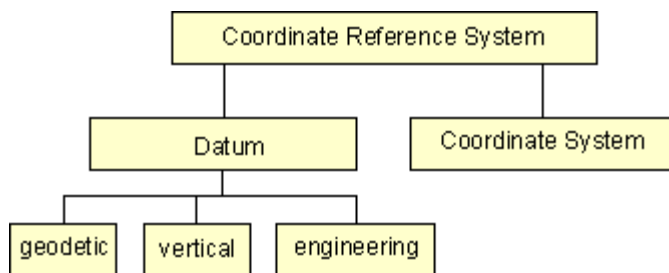 Coordinate Reference System
Datum
Coordinate System
geodetic
vertical
engineering